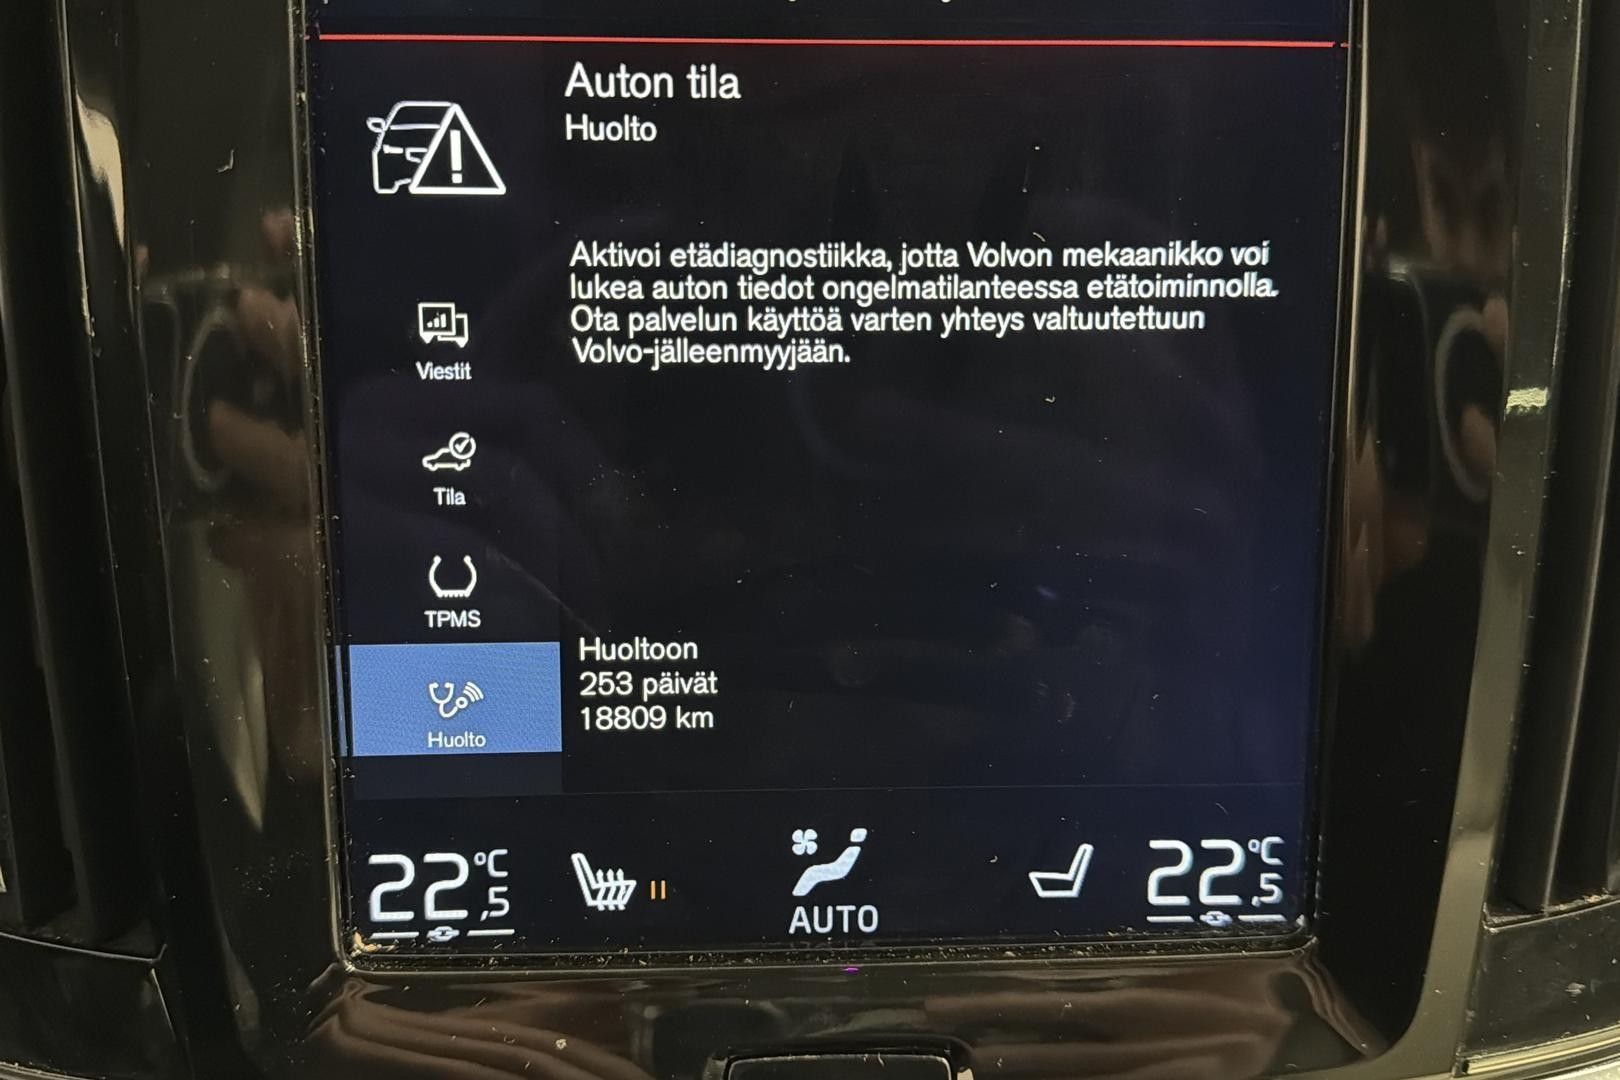 Auton tila
Huolto
Aktivoi etädiagnostiikka, jotta Volvon mekaanikko voi
lukea auton tiedot ongelmatilanteessa etätoiminnolla.
Ota palvelun käyttöä varten yhteys valtuutettuun
Volvo-jälleenmyyjään.
Viestit
Tila
TPMS
Huolto
Huoltoon
253 päivät
18809 km
22,5 °C
AUTO
22,5 °C